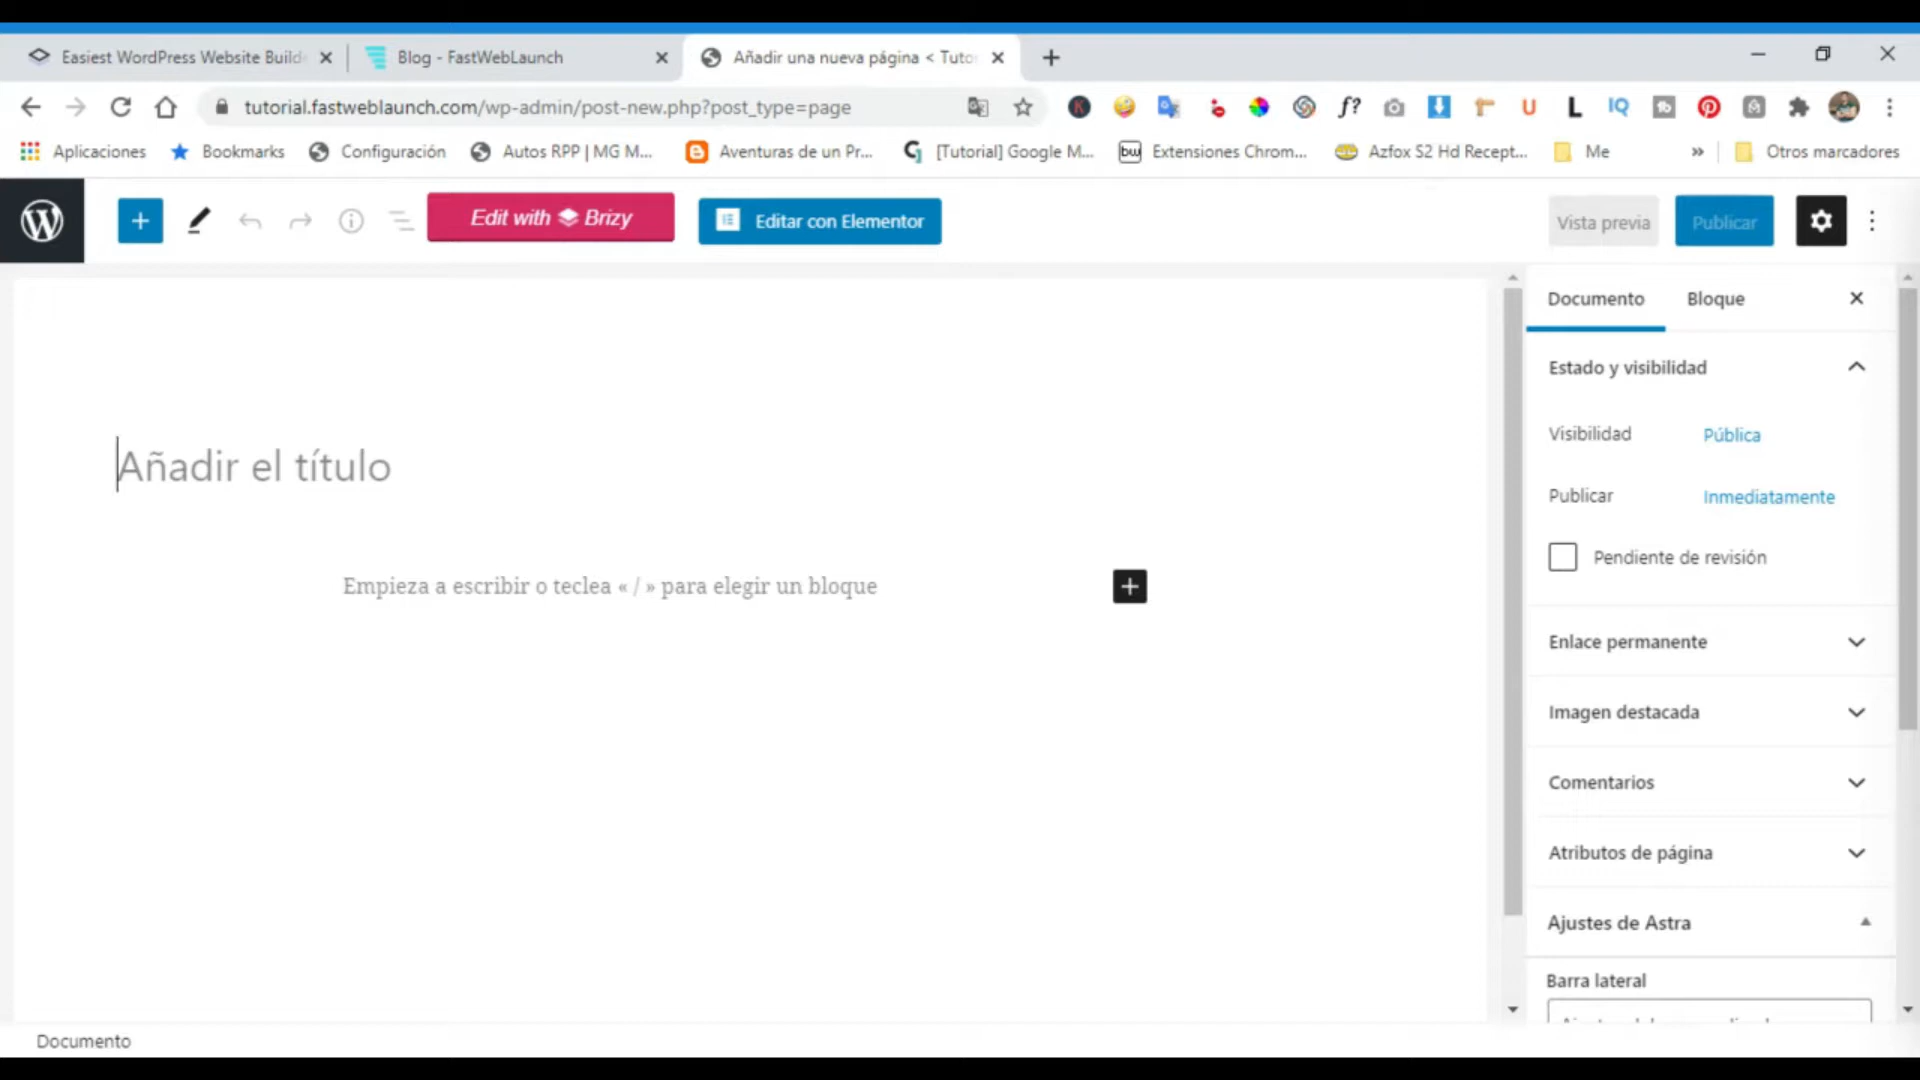 Easiest WordPress Website Build
Blog - FastWebLaunch
Añadir una nueva página < Tutor
tutorial.fastweblaunch.com/wp-admin/post-new.php?post_type=page
f?
U
L
IQ
Aplicaciones
Bookmarks
Configuración
Autos RPP | MG M...
Aventuras de un Pr...
[Tutorial] Google M...
bw
Extensiones Chrom...
Azfox S2 Hd Recept...
Me
»
Otros marcadores
Edit with Brizy
Editar con Elementor
Vista previa
Publicar
Documento
Bloque
Estado y visibilidad
Visibilidad
Pública
Publicar
Inmediatamente
Pendiente de revisión
Añadir el título
Empieza a escribir o teclea « / » para elegir un bloque
Enlace permanente
Imagen destacada
Comentarios
Atributos de página
Ajustes de Astra
Barra lateral
Documento